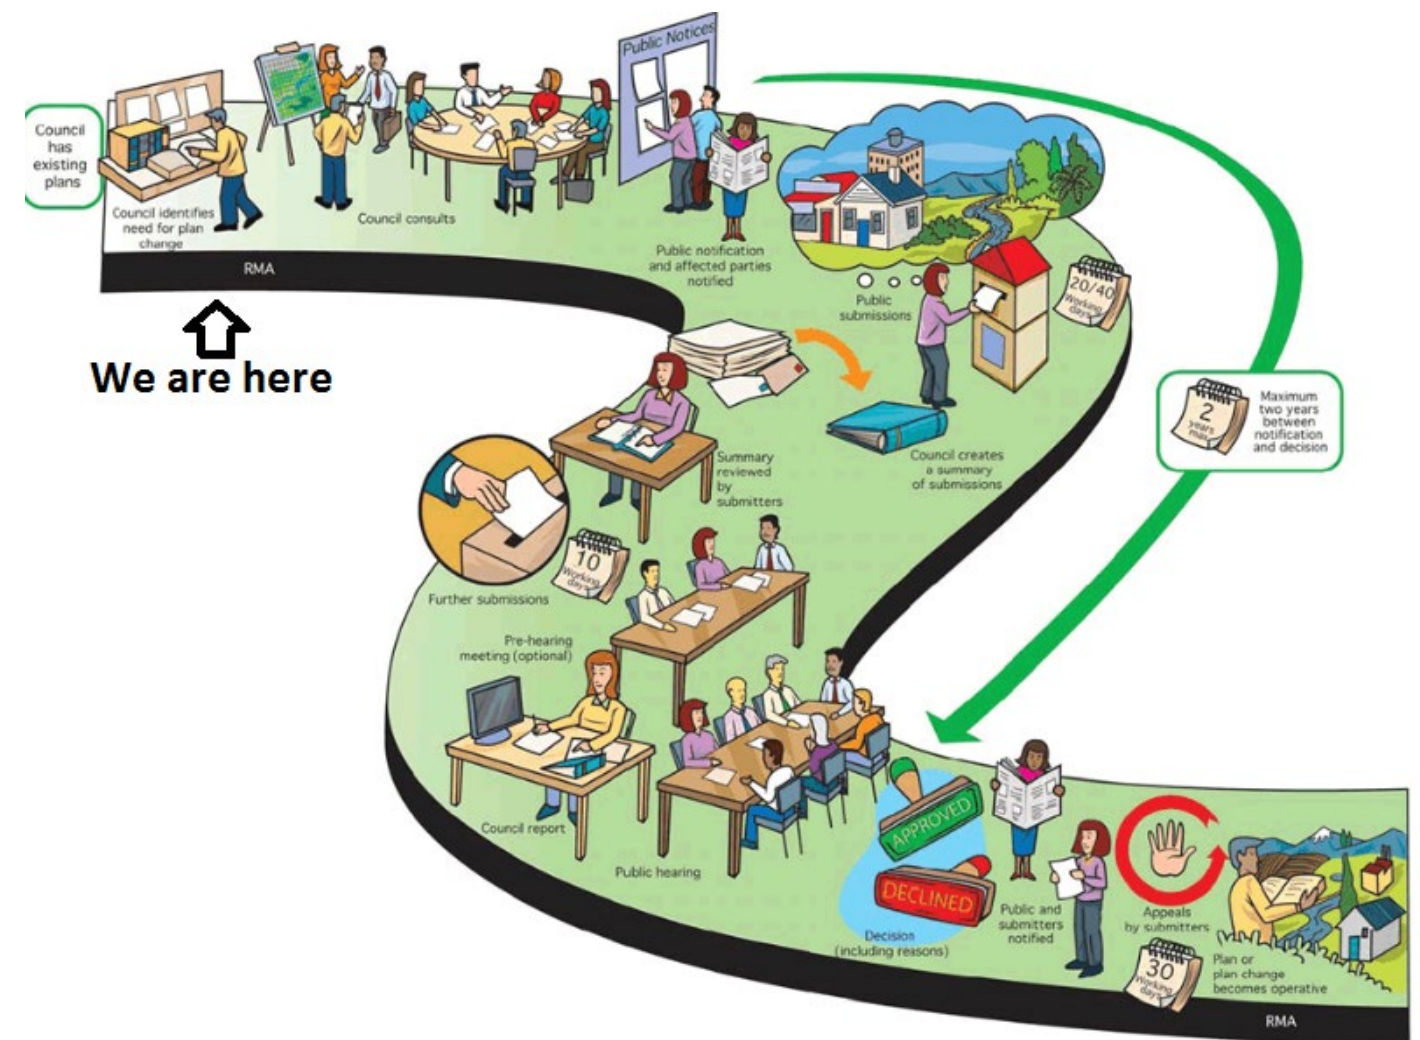 Council
has
existing
plans
Council identifies
need for plan
change
RMA
We are here
Council consults
Public Notices
Public notification
and affected parties
notified
Public
submissions
20/40
Working
days
Maximum
two years
between
notification
and decision
2
years
max
Council creates
a summary
of submissions
Summary
reviewed
by
submitters
10
Working
days
Further submissions
Pre-hearing
meeting (optional)
Council report
Public hearing
APPROVED
DECLINED
Decision
(including reasons)
Public and
submitters
notified
Appeals
by submitters
30
Working
days
Plan or
plan change
becomes operative
RMA